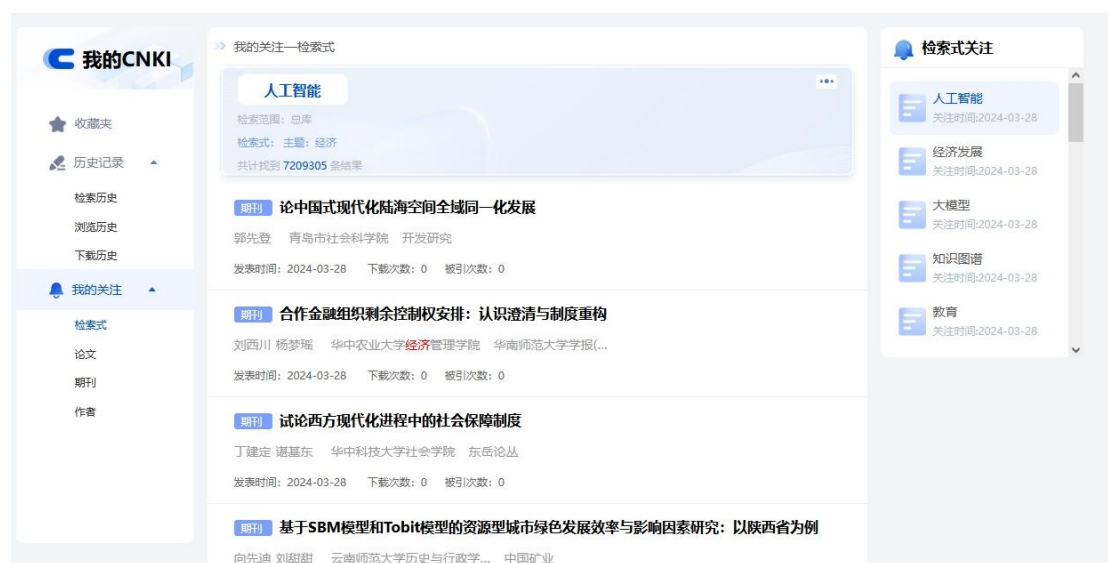 我的CNKI
收藏夹
历史记录
检索历史
浏览历史
下载历史
我的关注
检索式
论文
期刊
作者
我的关注—检索式
人工智能
检索范围：总库
检索式： 主题：经济
共计找到 7209305 条结果
期刊 论中国式现代化陆海空间全域同一化发展
郭先登 青岛市社会科学院 开发研究
发表时间：2024-03-28 下载次数：0 被引次数：0
期刊 合作金融组织剩余控制权安排：认识澄清与制度重构
刘西川 杨梦瑶 华中农业大学经济管理学院 华南师范大学学报(...
发表时间：2024-03-28 下载次数：0 被引次数：0
期刊 试论西方现代化进程中的社会保障制度
丁建定 谌基东 华中科技大学社会学院 东岳论丛
发表时间：2024-03-28 下载次数：0 被引次数：0
期刊 基于SBM模型和Tobit模型的资源型城市绿色发展效率与影响因素研究：以陕西省为例
向先迪 刘甜甜 云南师范大学历史与行政学... 中国矿业
检索式关注
人工智能
关注时间:2024-03-28
经济发展
关注时间:2024-03-28
大模型
关注时间:2024-03-28
知识图谱
关注时间:2024-03-28
教育
关注时间:2024-03-28